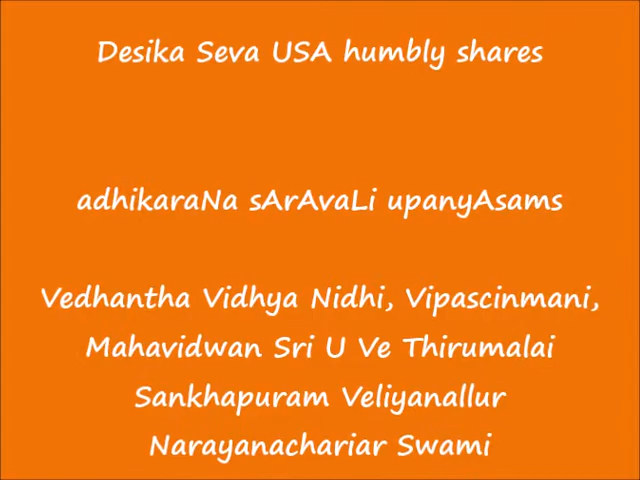 Desika Seva USA humbly shares
adhikaraNa sArAvaLi upanyAsams
Vedhantha Vidhya Nidhi, Vipascinmani,
Mahavidwan Sri U Ve Thirumalai
Sankhapuram Veliyanallur
Narayanachariar Swami